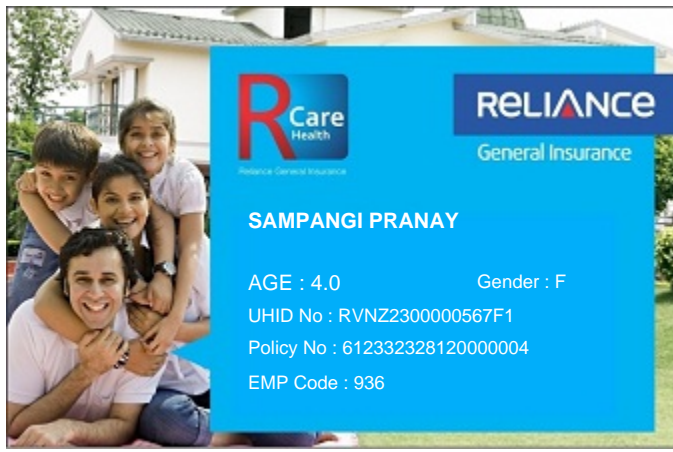 R Care
Health
Reliance General Insurance
RELIANCE
General Insurance
SAMPANGI PRANAY
AGE : 4.0 Gender : F
UHID No : RVNZ2300000567F1
Policy No : 612332328120000004
EMP Code : 936